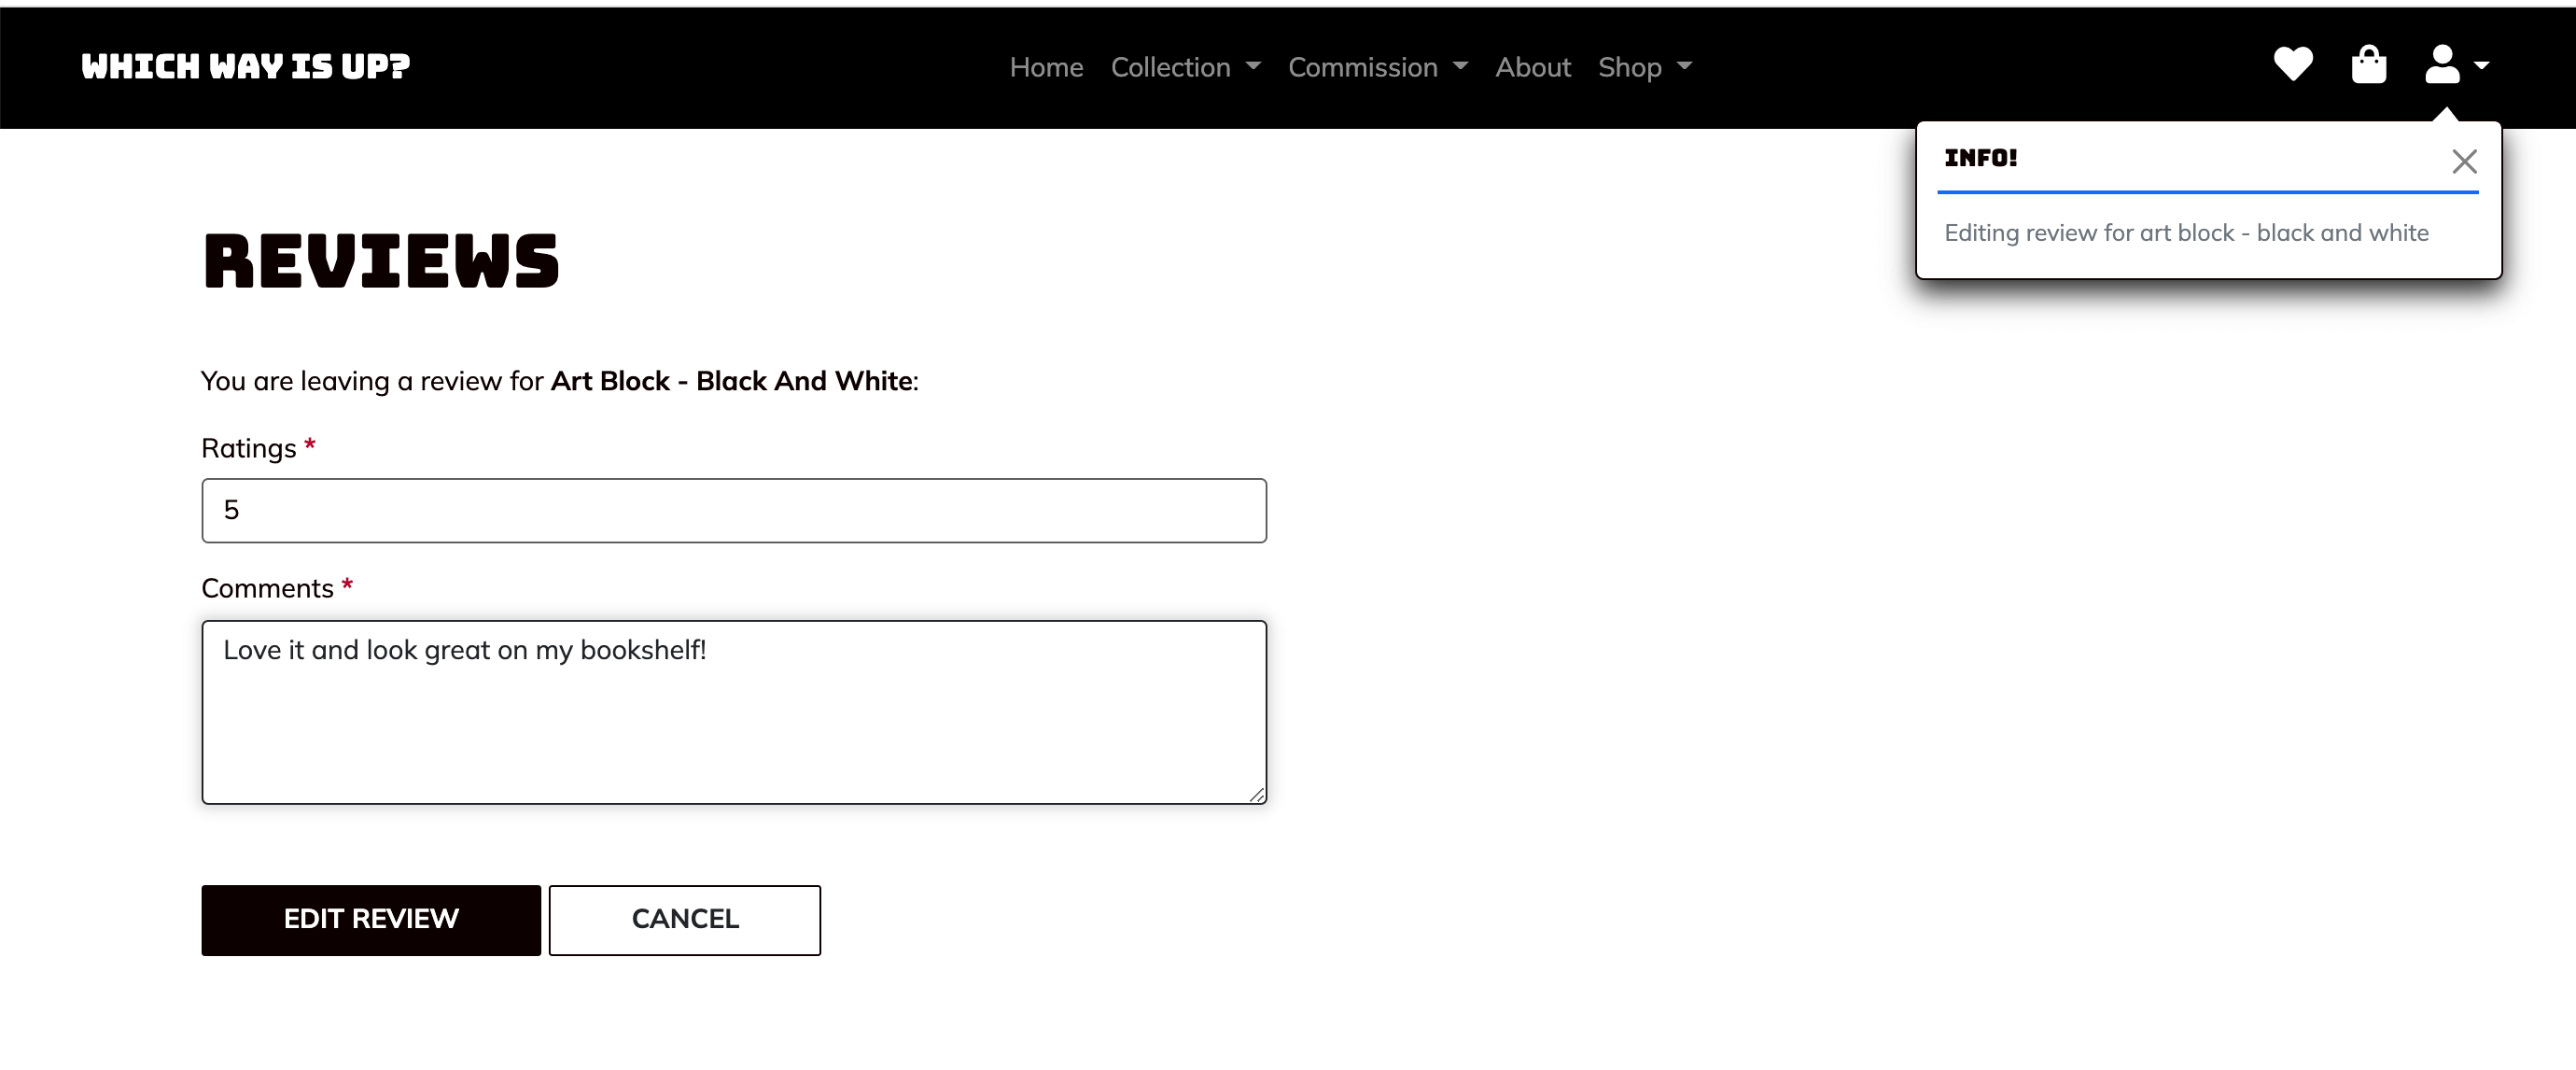 WHICH WAY IS UP?
Home Collection Commission About Shop
INFO!
Editing review for art block - black and white
REVIEWS
You are leaving a review for Art Block - Black And White:
Ratings *
5
Comments *
Love it and look great on my bookshelf!
EDIT REVIEW CANCEL